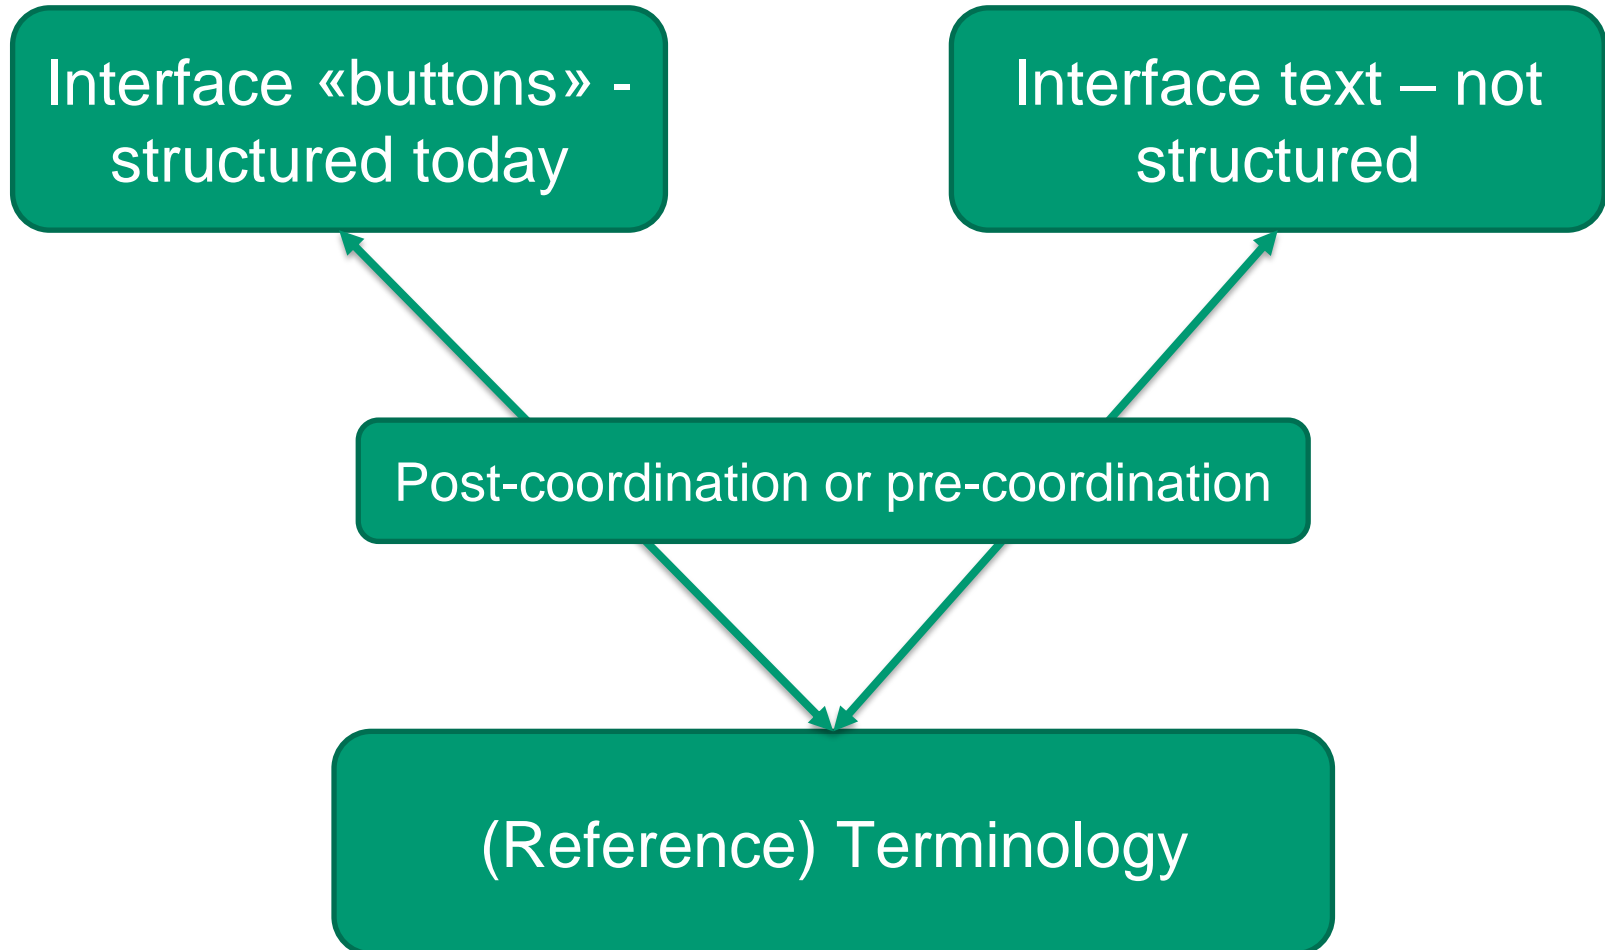 Interface «buttons» -
structured today
Interface text – not
structured
Post-coordination or pre-coordination
(Reference) Terminology